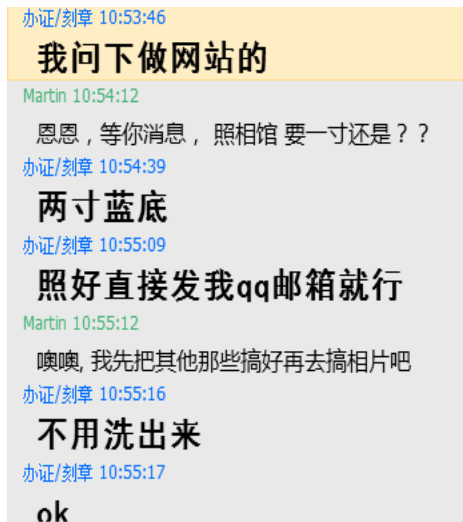 办证/刻章 10:53:46
我问下做网站的
Martin 10:54:12
恩恩，等你消息， 照相馆 要一寸还是？？
办证/刻章 10:54:39
两寸蓝底
办证/刻章 10:55:09
照好直接发我qq邮箱就行
Martin 10:55:12
噢噢, 我先把其他那些搞好再去搞相片吧
办证/刻章 10:55:16
不用洗出来
办证/刻章 10:55:17
ok